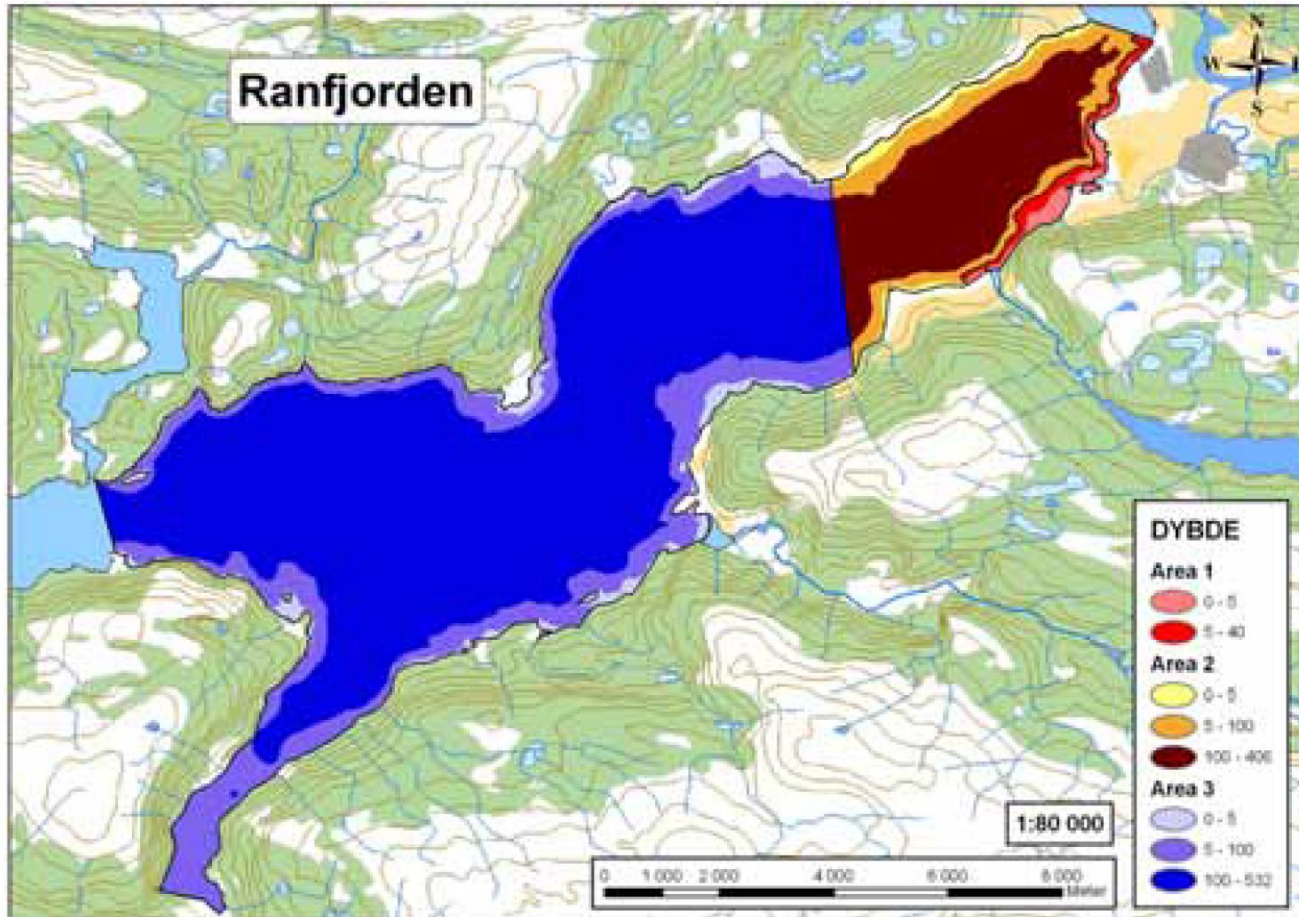 Ranfjorden
N
W
S
DYBDE
Area 1
0 - 5
5 - 40
Area 2
0 - 5
5 - 100
100 - 406
Area 3
0 - 5
5 - 100
100 - 532
1:80 000
0 1 000 2 000 4 000 6 000 8 000
Meter